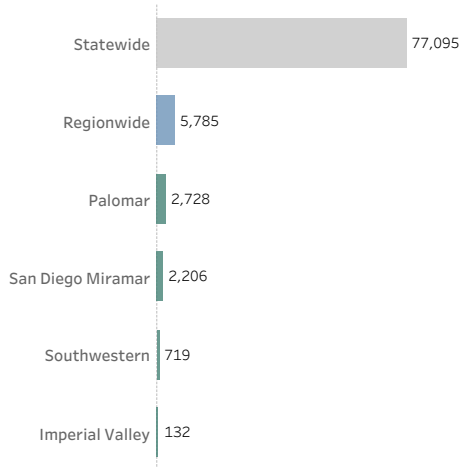 Statewide 77,095
Regionwide 5,785
Palomar 2,728
San Diego Miramar 2,206
Southwestern 719
Imperial Valley 132